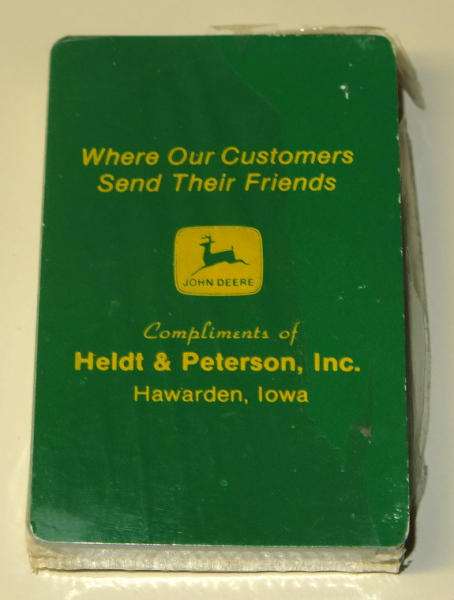 Where Our Customers
Send Their Friends
JOHN DEERE
Compliments of
Heldt & Peterson, Inc.
Hawarden, Iowa